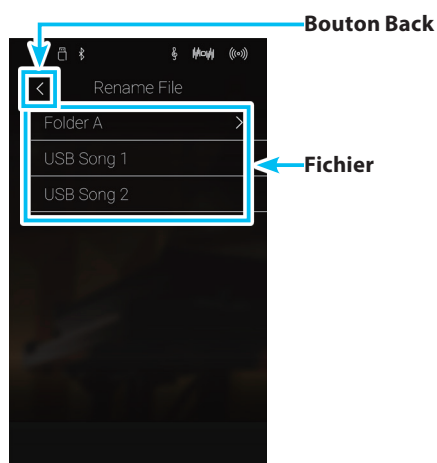 Bouton Back
Rename File
Folder A
USB Song 1
Fichier
USB Song 2